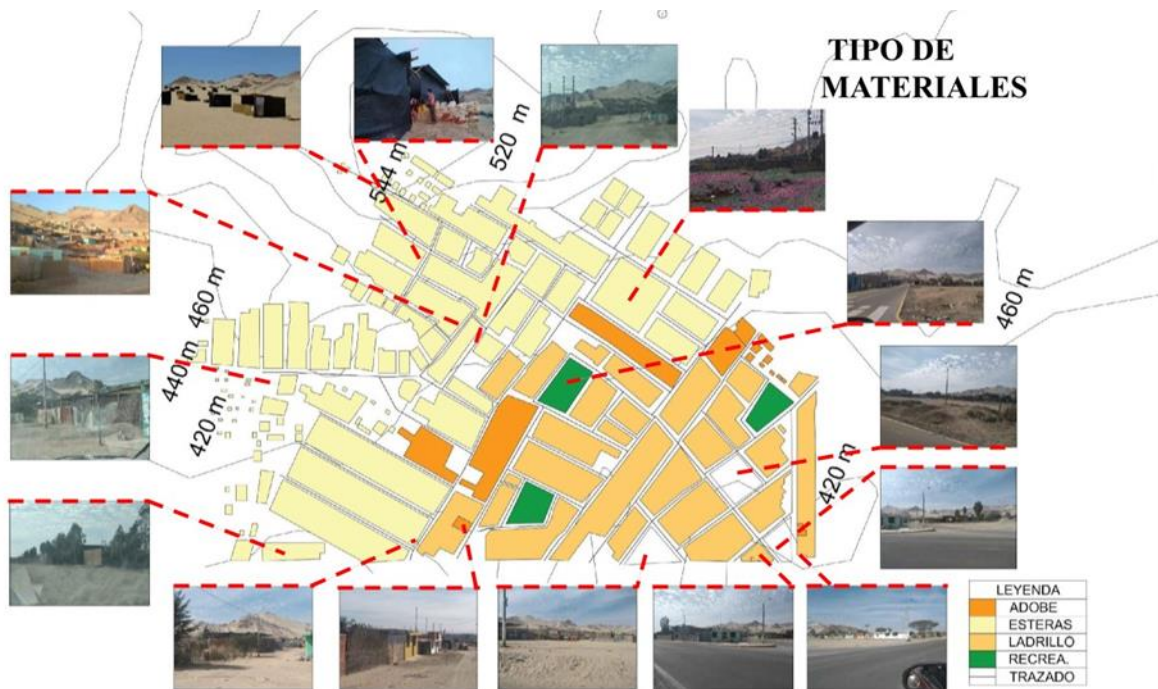 TIPO DE
MATERIALES
520 m
544 m
460 m
460 m
440 m
420 m
420 m
LEYENDA
ADOBE
ESTERAS
LADRILLO
RECREA.
TRAZADO